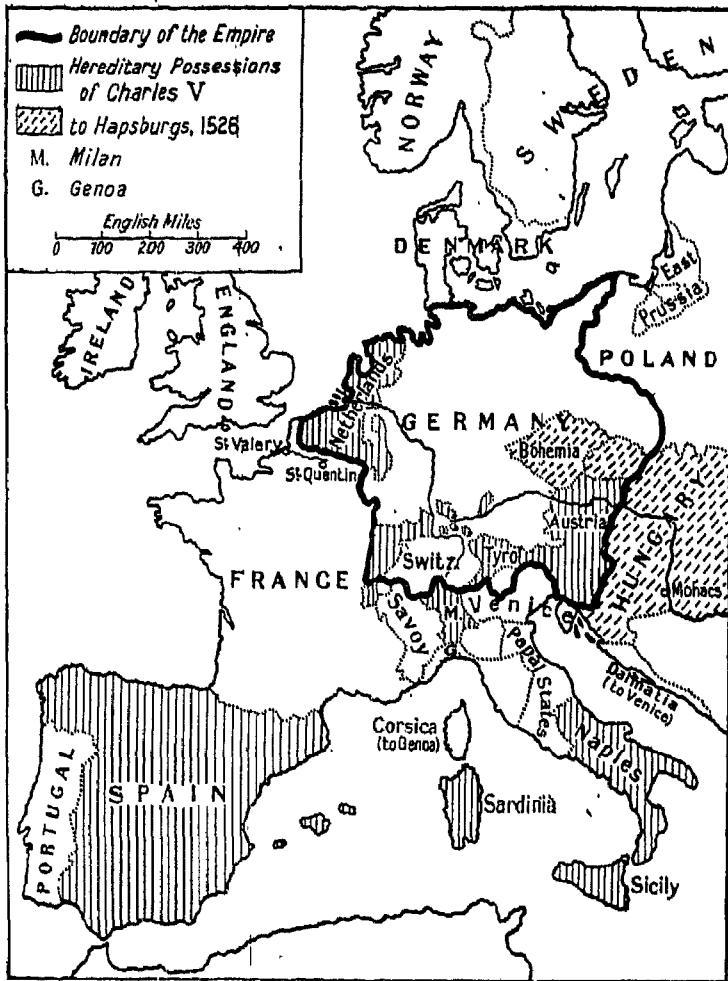 Boundary of the Empire
Hereditary Possessions
of Charles V
to Hapsburgs, 1526
M. Milan
G. Genoa
English Miles
0 100 200 300 400
NORWAY
SWEDEN
DENMARK
East
Prussia
IRELAND
ENGLAND
POLAND
Netherlands
GERMANY
St Valery
St Quentin
Bohemia
Austria
HUNGARY
Switz.
Tyrol
FRANCE
Mohacs
Savoy
M.
Venice
G.
Papal
States
Dalmatia
(to Venice)
Corsica
(to Genoa)
Naples
PORTUGAL
SPAIN
Sardinia
Sicily